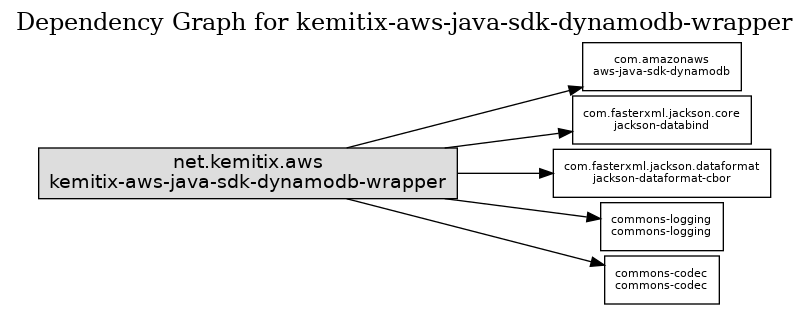 Dependency Graph for kemitix-aws-java-sdk-dynamodb-wrapper
com.amazonaws
aws-java-sdk-dynamodb
com.fasterxml.jackson.core
jackson-databind
net.kemitix.aws
kemitix-aws-java-sdk-dynamodb-wrapper
com.fasterxml.jackson.dataformat
jackson-dataformat-cbor
commons-logging
commons-logging
commons-codec
commons-codec